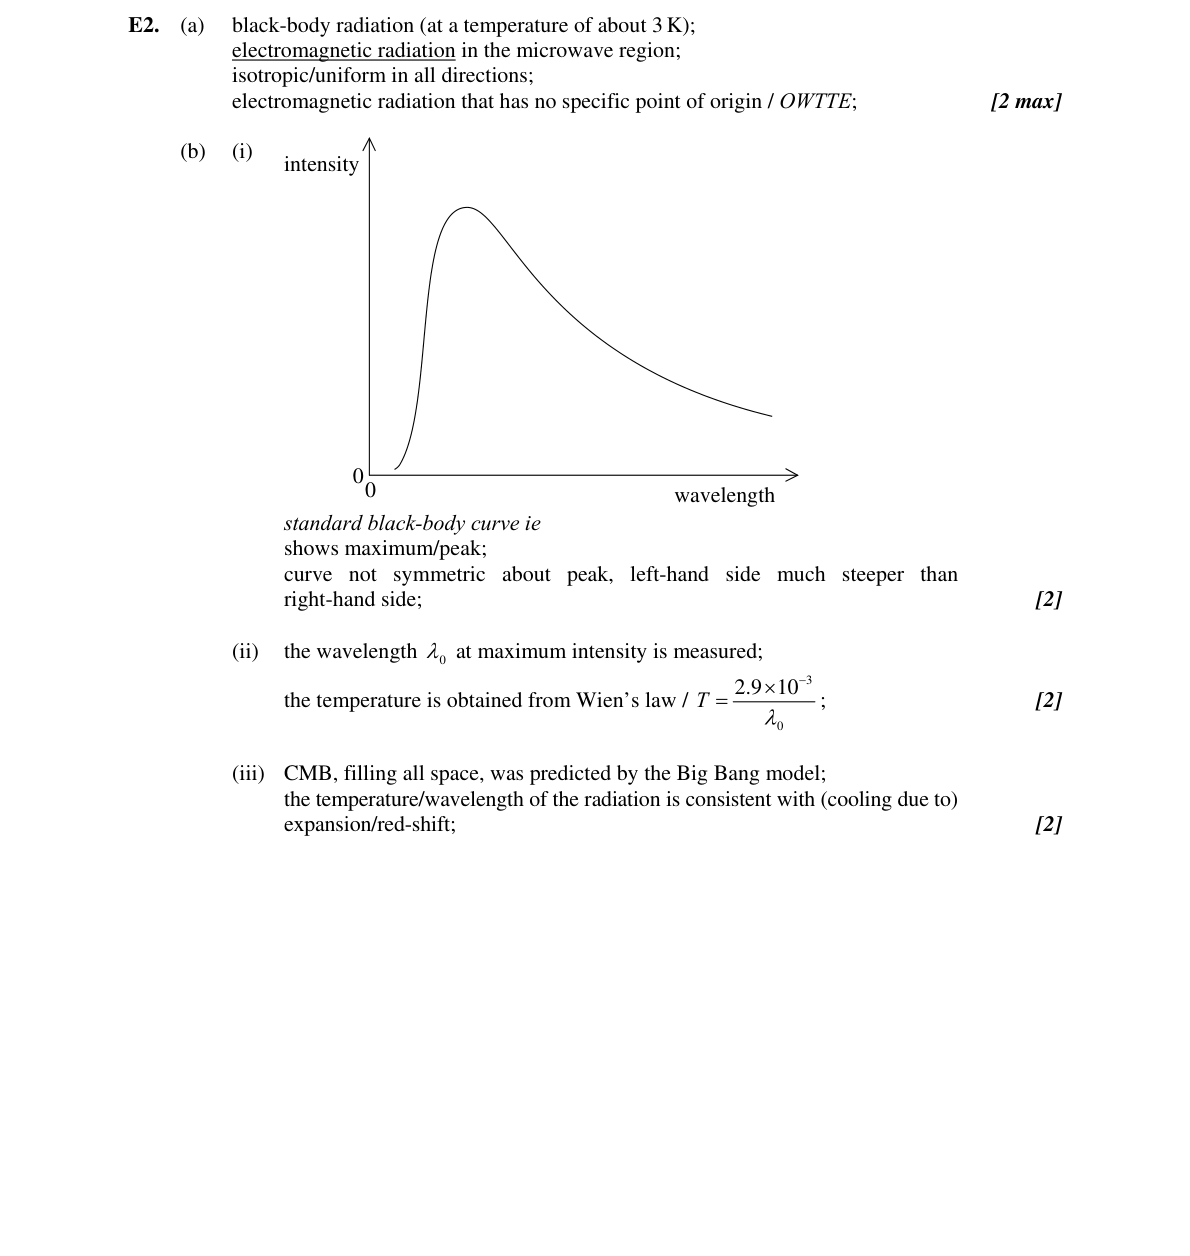 E2. (a) black-body radiation (at a temperature of about 3 K);
electromagnetic radiation in the microwave region;
isotropic/uniform in all directions;
electromagnetic radiation that has no specific point of origin / OWTTE; [2 max]
(b) (i) intensity
0
0
wavelength
standard black-body curve ie
shows maximum/peak;
curve not symmetric about peak, left-hand side much steeper than
right-hand side; [2]
(ii) the wavelength λ₀ at maximum intensity is measured;
the temperature is obtained from Wien’s law / T = 2.9×10⁻³ / λ₀ ; [2]
(iii) CMB, filling all space, was predicted by the Big Bang model;
the temperature/wavelength of the radiation is consistent with (cooling due to)
expansion/red-shift; [2]